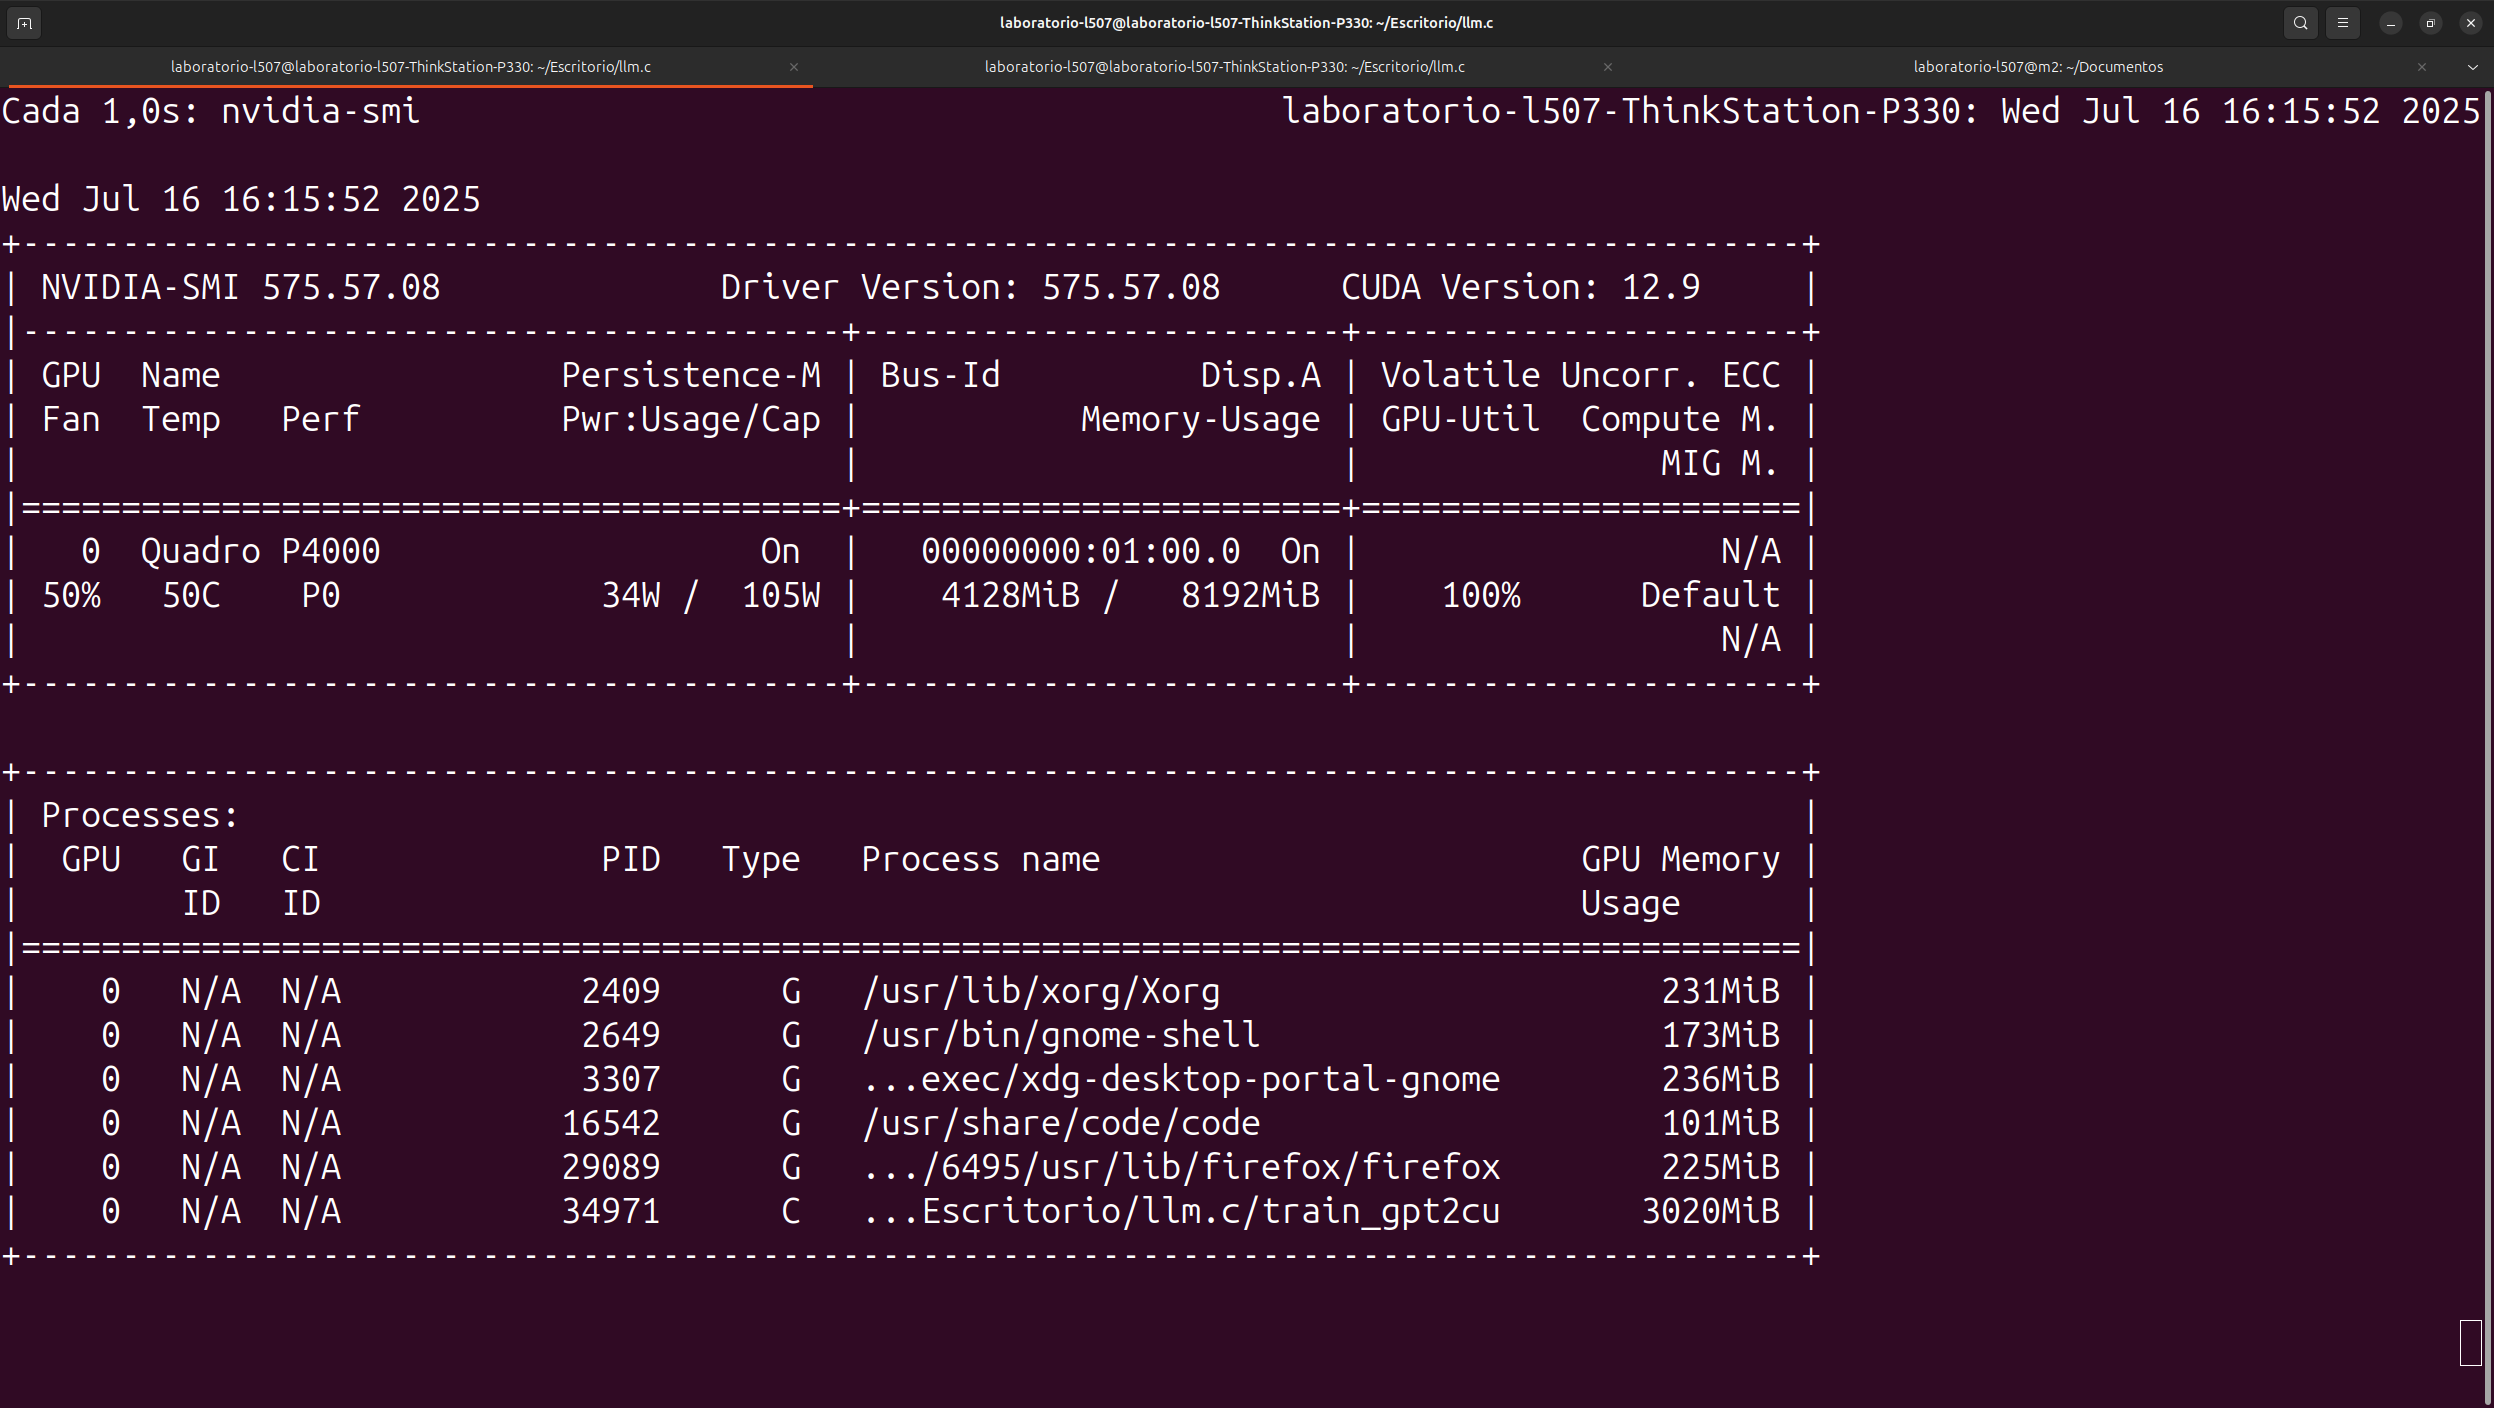 laboratorio-l507@laboratorio-l507-ThinkStation-P330: ~/Escritorio/llm.c
laboratorio-l507@laboratorio-l507-ThinkStation-P330: ~/Escritorio/llm.c
laboratorio-l507@laboratorio-l507-ThinkStation-P330: ~/Escritorio/llm.c
laboratorio-l507@m2: ~/Documentos
Cada 1,0s: nvidia-smi    laboratorio-l507-ThinkStation-P330: Wed Jul 16 16:15:52 2025
Wed Jul 16 16:15:52 2025
+-----------------------------------------------------------------------------------------+
| NVIDIA-SMI 575.57.08              Driver Version: 575.57.08      CUDA Version: 12.9     |
|-----------------------------------------+------------------------+----------------------+
| GPU  Name                 Persistence-M | Bus-Id          Disp.A | Volatile Uncorr. ECC |
| Fan  Temp   Perf          Pwr:Usage/Cap |           Memory-Usage | GPU-Util  Compute M. |
|                                         |                        |               MIG M. |
|=========================================+========================+======================|
|   0  Quadro P4000                   On  |   00000000:01:00.0  On |                  N/A |
| 50%   50C    P0             34W /  105W |    4128MiB /   8192MiB |    100%      Default |
|                                         |                        |                  N/A |
+-----------------------------------------+------------------------+----------------------+
+-----------------------------------------------------------------------------------------+
| Processes:                                                                              |
|  GPU   GI   CI              PID   Type   Process name                        GPU Memory |
|        ID   ID                                                               Usage      |
|=========================================================================================|
|    0   N/A  N/A            2409      G   /usr/lib/xorg/Xorg                      231MiB |
|    0   N/A  N/A            2649      G   /usr/bin/gnome-shell                    173MiB |
|    0   N/A  N/A            3307      G   ...exec/xdg-desktop-portal-gnome        236MiB |
|    0   N/A  N/A           16542      G   /usr/share/code/code                    101MiB |
|    0   N/A  N/A           29089      G   .../6495/usr/lib/firefox/firefox        225MiB |
|    0   N/A  N/A           34971      C   ...Escritorio/llm.c/train_gpt2cu       3020MiB |
+-----------------------------------------------------------------------------------------+